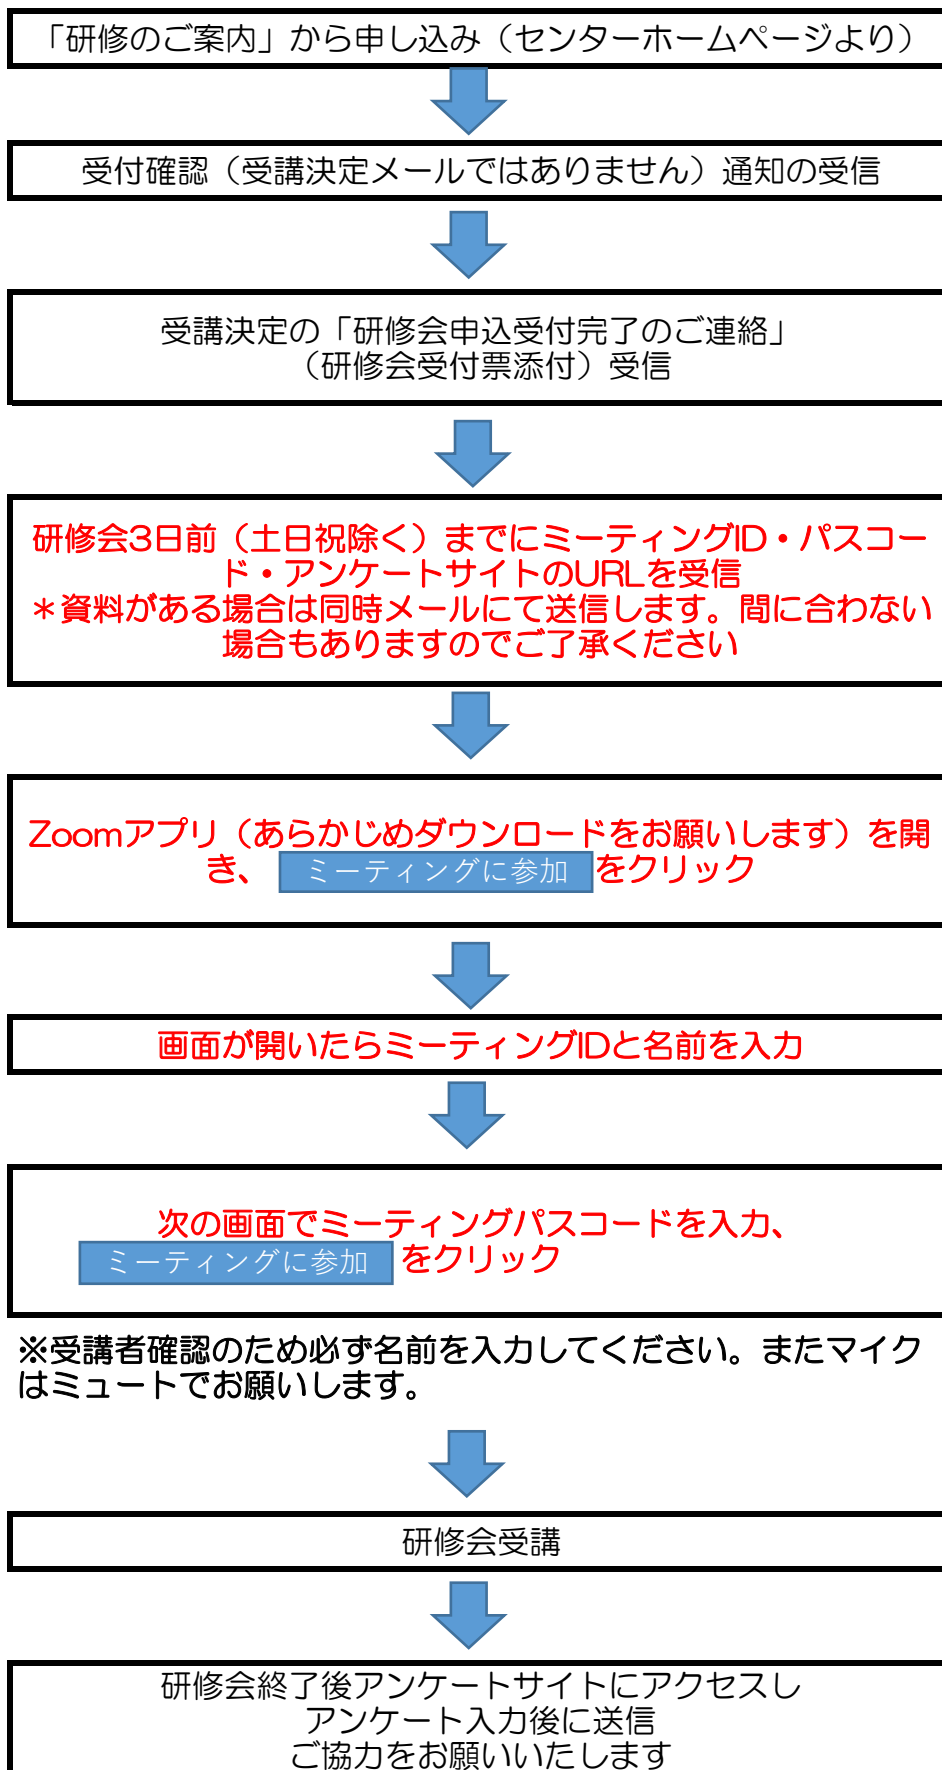 「研修のご案内」から申し込み（センターホームページより）
受付確認（受講決定メールではありません）通知の受信
受講決定の「研修会申込受付完了のご連絡」
（研修会受付票添付）受信
研修会3日前（土日祝除く）までにミーティングID・パスコー
ド・アンケートサイトのURLを受信
＊資料がある場合は同時メールにて送信します。間に合わない
場合もありますのでご了承ください
Zoomアプリ（あらかじめダウンロードをお願いします）を開
き、 ミーティングに参加 をクリック
画面が開いたらミーティングIDと名前を入力
次の画面でミーティングパスコードを入力、
ミーティングに参加 をクリック
※受講者確認のため必ず名前を入力してください。またマイク
はミュートでお願いします。
研修会受講
研修会終了後アンケートサイトにアクセスし
アンケート入力後に送信
ご協力をお願いいたします